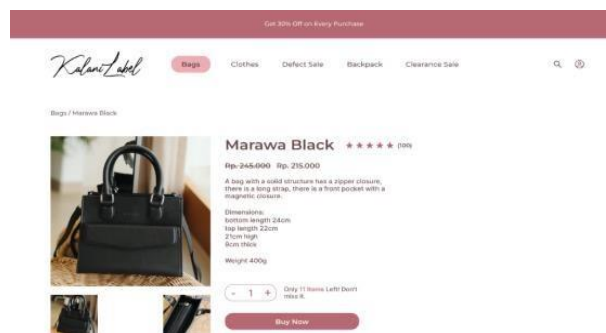 Get 30% Off on Every Purchase
Kalani Label
Bags
Clothes
Defect Sale
Backpack
Clearance Sale
Bags / Marawa Black
Marawa Black
(100)
Rp. 245.000 Rp. 215.000
A bag with a solid structure has a zipper closure,
there is a long strap, there is a front pocket with a
magnetic closure.
Dimensions:
bottom length 24cm
top length 22cm
21cm high
8cm thick
Weight 400g
- 1 +
Only 11 Items Left! Don't
miss it.
Buy Now